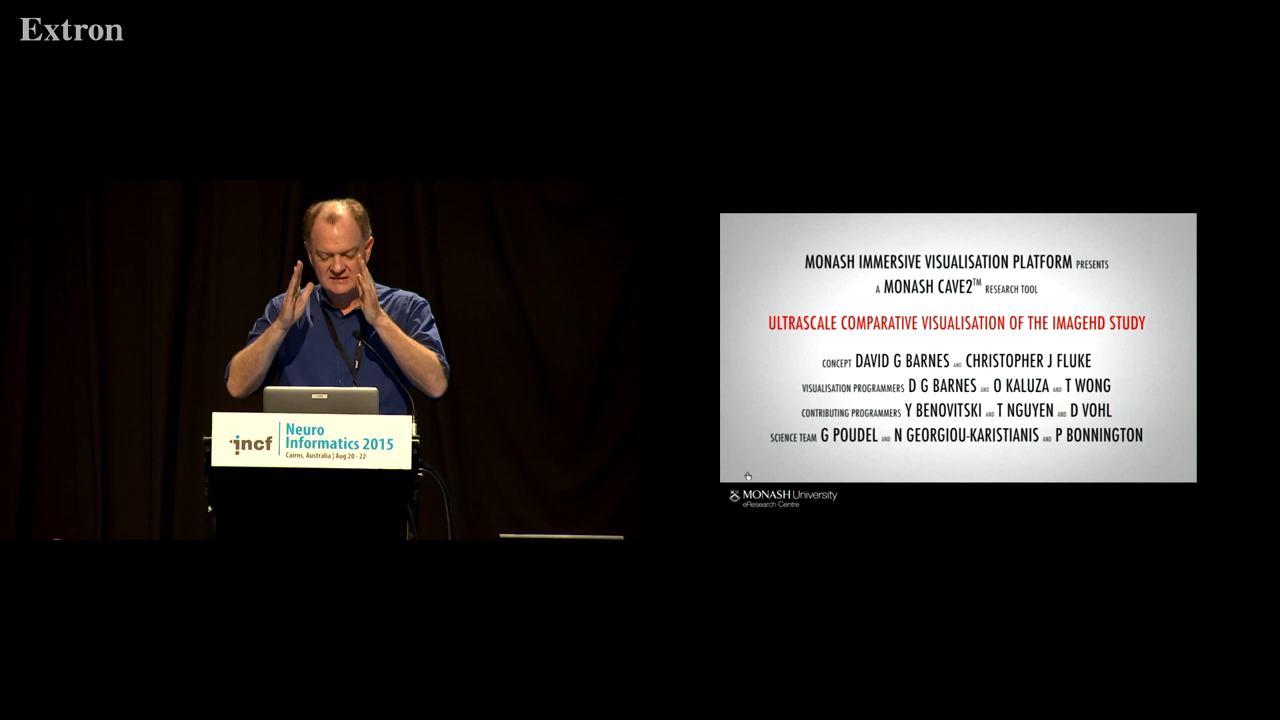 Extron
incf
Neuro
Informatics 2015
Cairns, Australia | Aug 20 - 22
MONASH IMMERSIVE VISUALISATION PLATFORM PRESENTS
A MONASH CAVE2™ RESEARCH TOOL
ULTRASCALE COMPARATIVE VISUALISATION OF THE IMAGEHD STUDY
CONCEPT DAVID G BARNES AND CHRISTOPHER J FLUKE
VISUALISATION PROGRAMMERS D G BARNES AND O KALUZA AND T WONG
CONTRIBUTING PROGRAMMERS Y BENOVITSKI AND T NGUYEN AND D VOHL
SCIENCE TEAM G POUDEL AND N GEORGIOU-KARISTIANIS AND P BONNINGTON
MONASH University
eResearch Centre